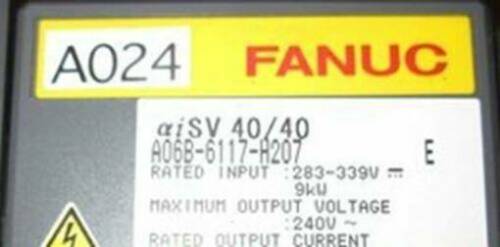 A024 FANUC
αiSV 40/40
A06B-6117-H207 E
RATED INPUT :283-339V ⎓
9kW
MAXIMUM OUTPUT VOLTAGE
:240V ~
RATED OUTPUT CURRENT